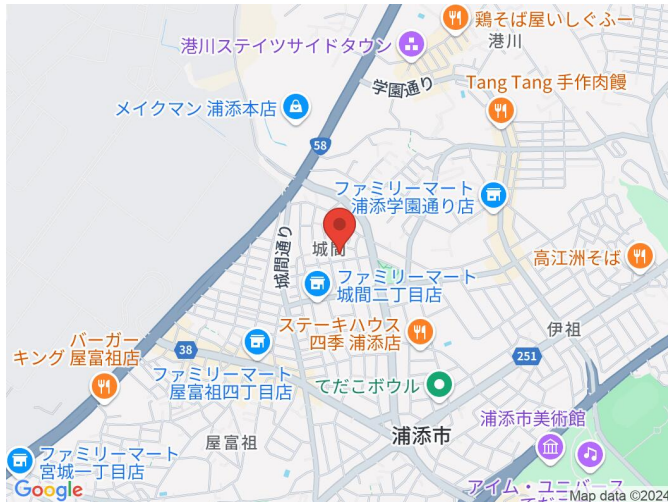 鶏そば屋いしぐふー
港川
港川ステイツサイドタウン
学園通り
Tang Tang 手作肉饅
メイクマン 浦添本店
58
ファミリーマート
浦添学園通り店
城間
城間通り
高江洲そば
ファミリーマート
城間二丁目店
ステーキハウス
四季 浦添店
伊祖
バーガー
キング 屋富祖店
38
251
ファミリーマート
屋富祖四丁目店
てだこボウル
浦添市美術館
浦添市
屋富祖
ファミリーマート
宮城一丁目店
アイム・ユニバース
Google
Map data ©2024